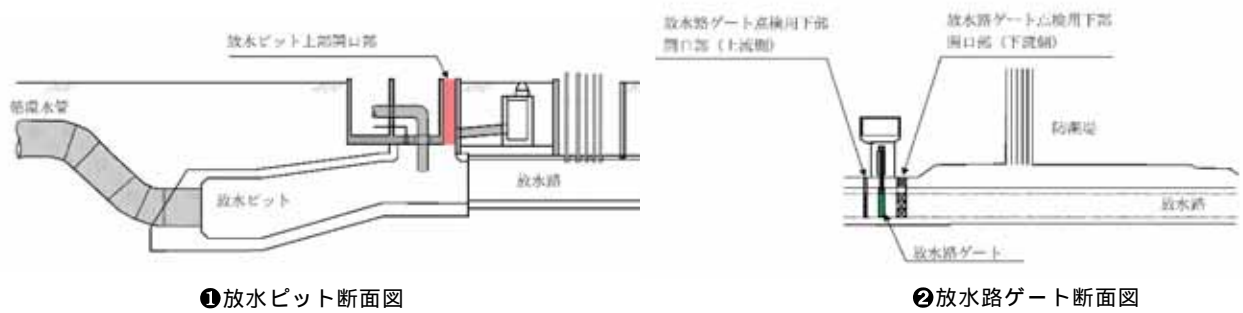 放水ピット上部開口部
循環水管
放水ピット
放水路
❶放水ピット断面図
放水路ゲート点検用下部
開口部（上流側）
放水路ゲート点検用下部
開口部（下流側）
防潮堤
放水路
放水路ゲート
❷放水路ゲート断面図